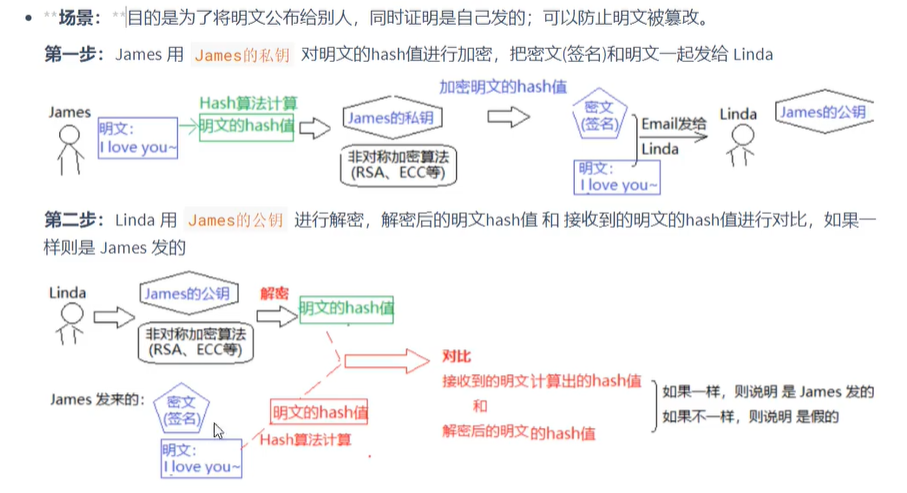 **场景： **目的是为了将明文公布给别人，同时证明是自己发的；可以防止明文被篡改。
第一步：James 用 James的私钥 对明文的hash值进行加密，把密文(签名)和明文一起发给 Linda
加密明文的hash值
James
Hash算法计算
明文的hash值
明文：
I love you~
James的私钥
非对称加密算法
(RSA、ECC等)
密文
(签名)
明文：
I love you~
Email发给
Linda
Linda
James的公钥
第二步：Linda 用 James的公钥 进行解密，解密后的明文hash值 和 接收到的明文的hash值进行对比，如果一
样则是 James 发的
Linda
James的公钥
非对称加密算法
(RSA、ECC等)
解密
明文的hash值
James 发来的：
密文
(签名)
明文：
I love you~
明文的hash值
Hash算法计算
对比
接收到的明文计算出的hash值
和
解密后的明文的hash值
如果一样，则说明 是 James 发的
如果不一样，则说明 是假的